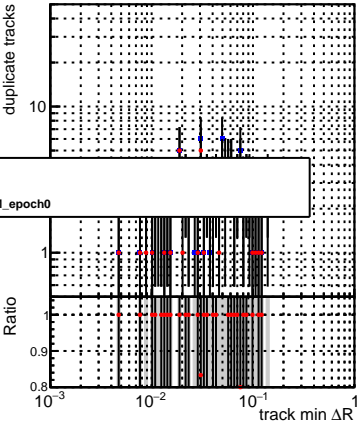 duplicate tracks
10
l_epoch0
1
Ratio
1
0.9
0.8
10⁻³ 10⁻² 10⁻¹ 1
track min ΔR